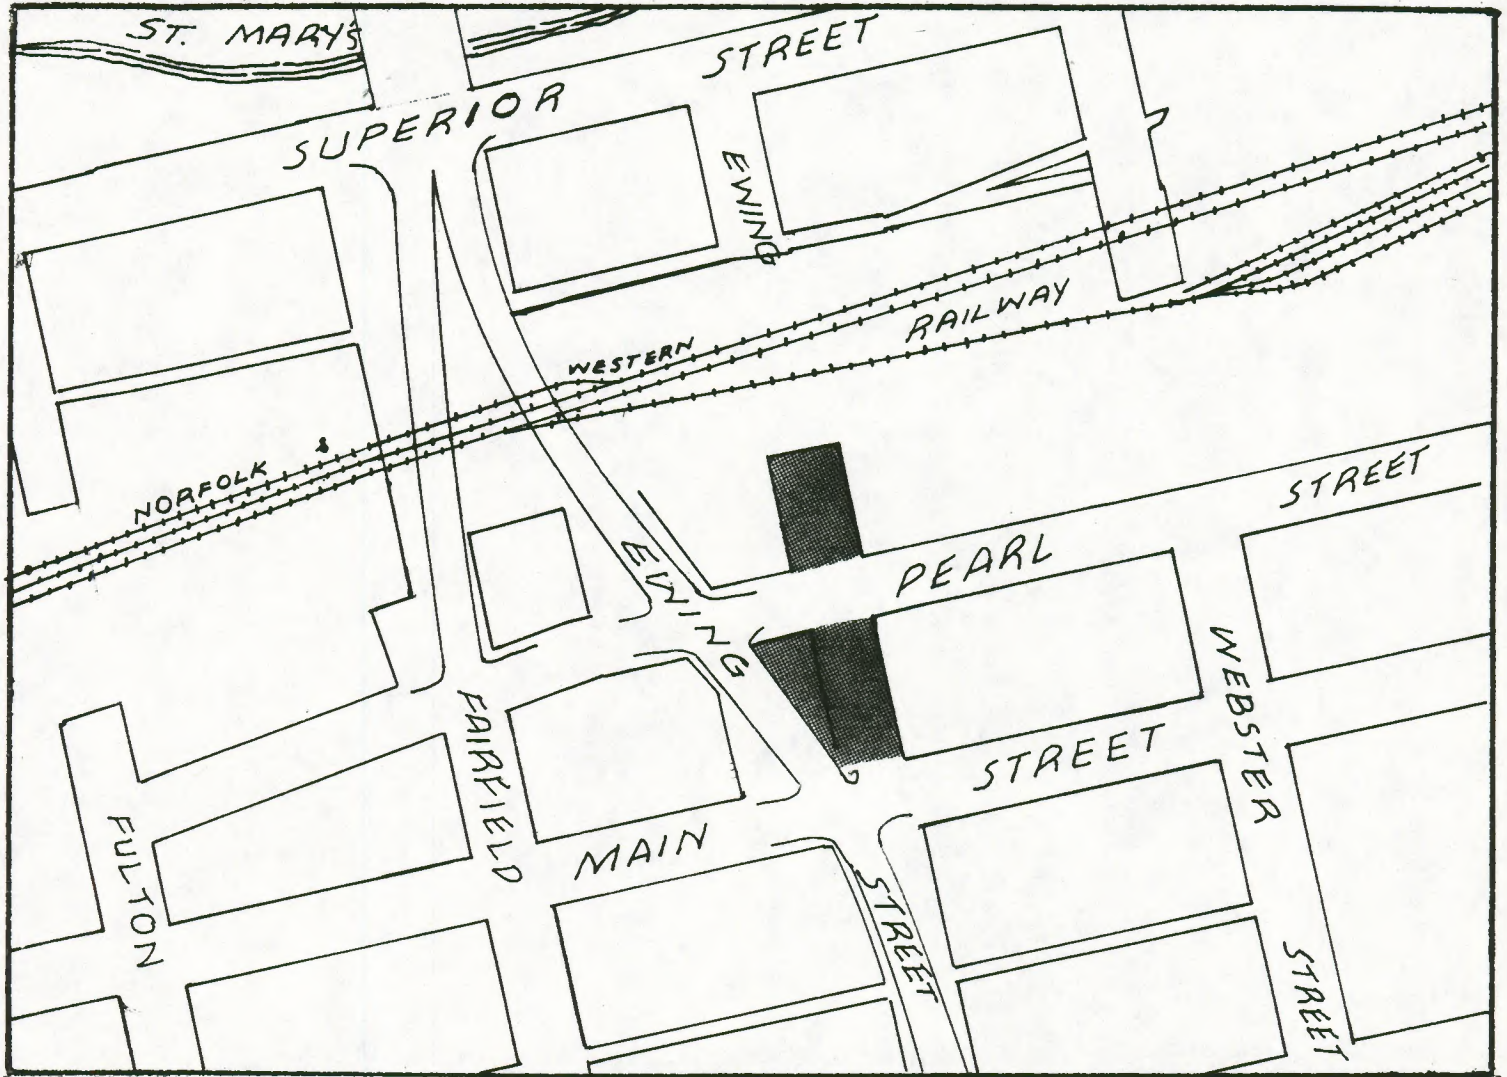 ST. MARY'S
SUPERIOR STREET
EWING
NORFOLK & WESTERN RAILWAY
EWING STREET
PEARL STREET
FAIRFIELD
WEBSTER STREET
FULTON
MAIN STREET